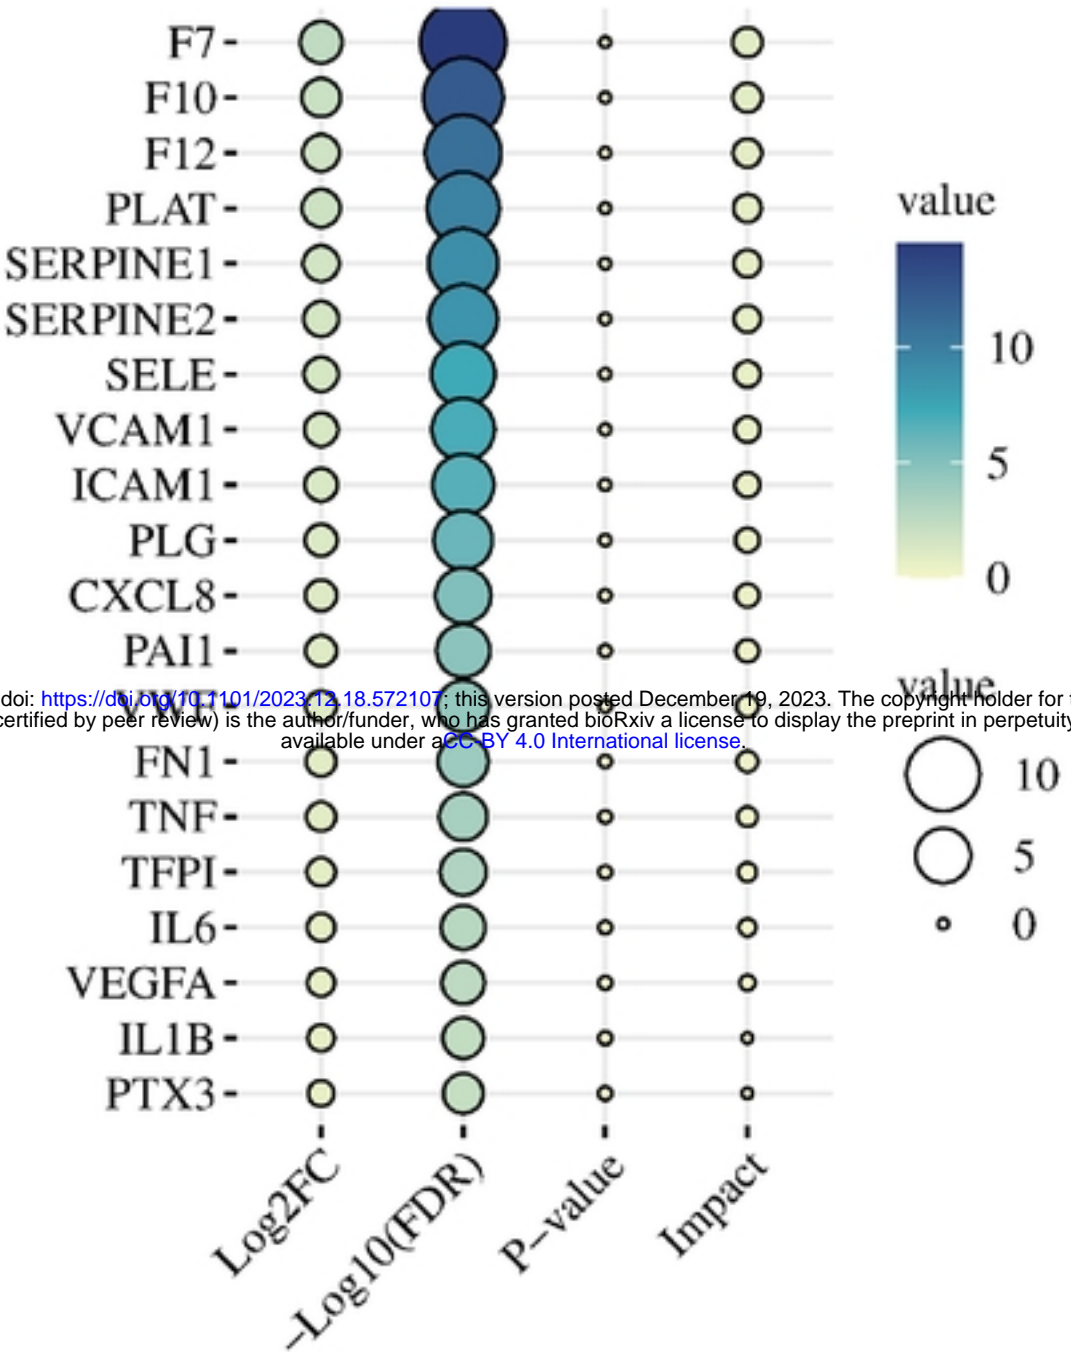 F7
F10
F12
PLAT
SERPINE1
SERPINE2
SELE
VCAM1
ICAM1
PLG
CXCL8
PAI1
VWF
FN1
TNF
TFPI
IL6
VEGFA
IL1B
PTX3
Log2FC
−Log10(FDR)
P−value
Impact
value
10
5
0
value
10
5
0
doi: https://doi.org/10.1101/2023.12.18.572107; this version posted December 19, 2023. The copyright holder for
certified by peer review) is the author/funder, who has granted bioRxiv a license to display the preprint in perpetuity
available under aCC-BY 4.0 International license.